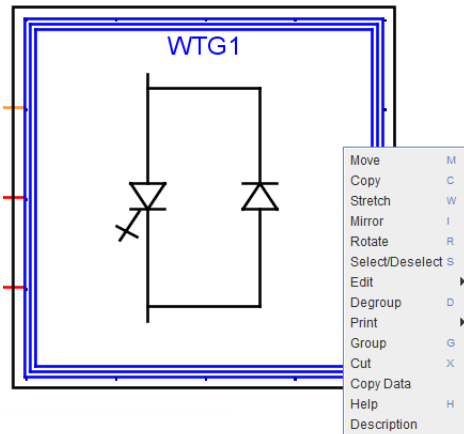 WTG1
Move M
Copy C
Stretch W
Mirror I
Rotate R
Select/Deselect S
Edit
Degroup D
Print
Group G
Cut X
Copy Data
Help H
Description